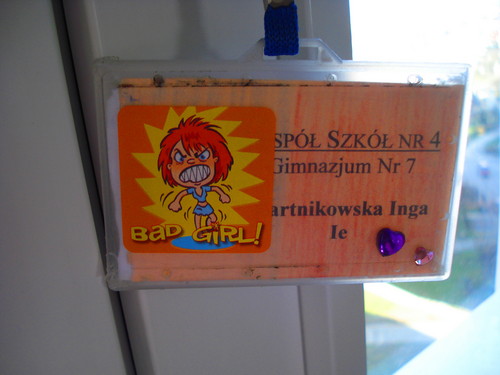 SPÓŁ SZKÓŁ NR 4
Gimnazjum Nr 7
artnikowska Inga
Ie
BAD GIRL!